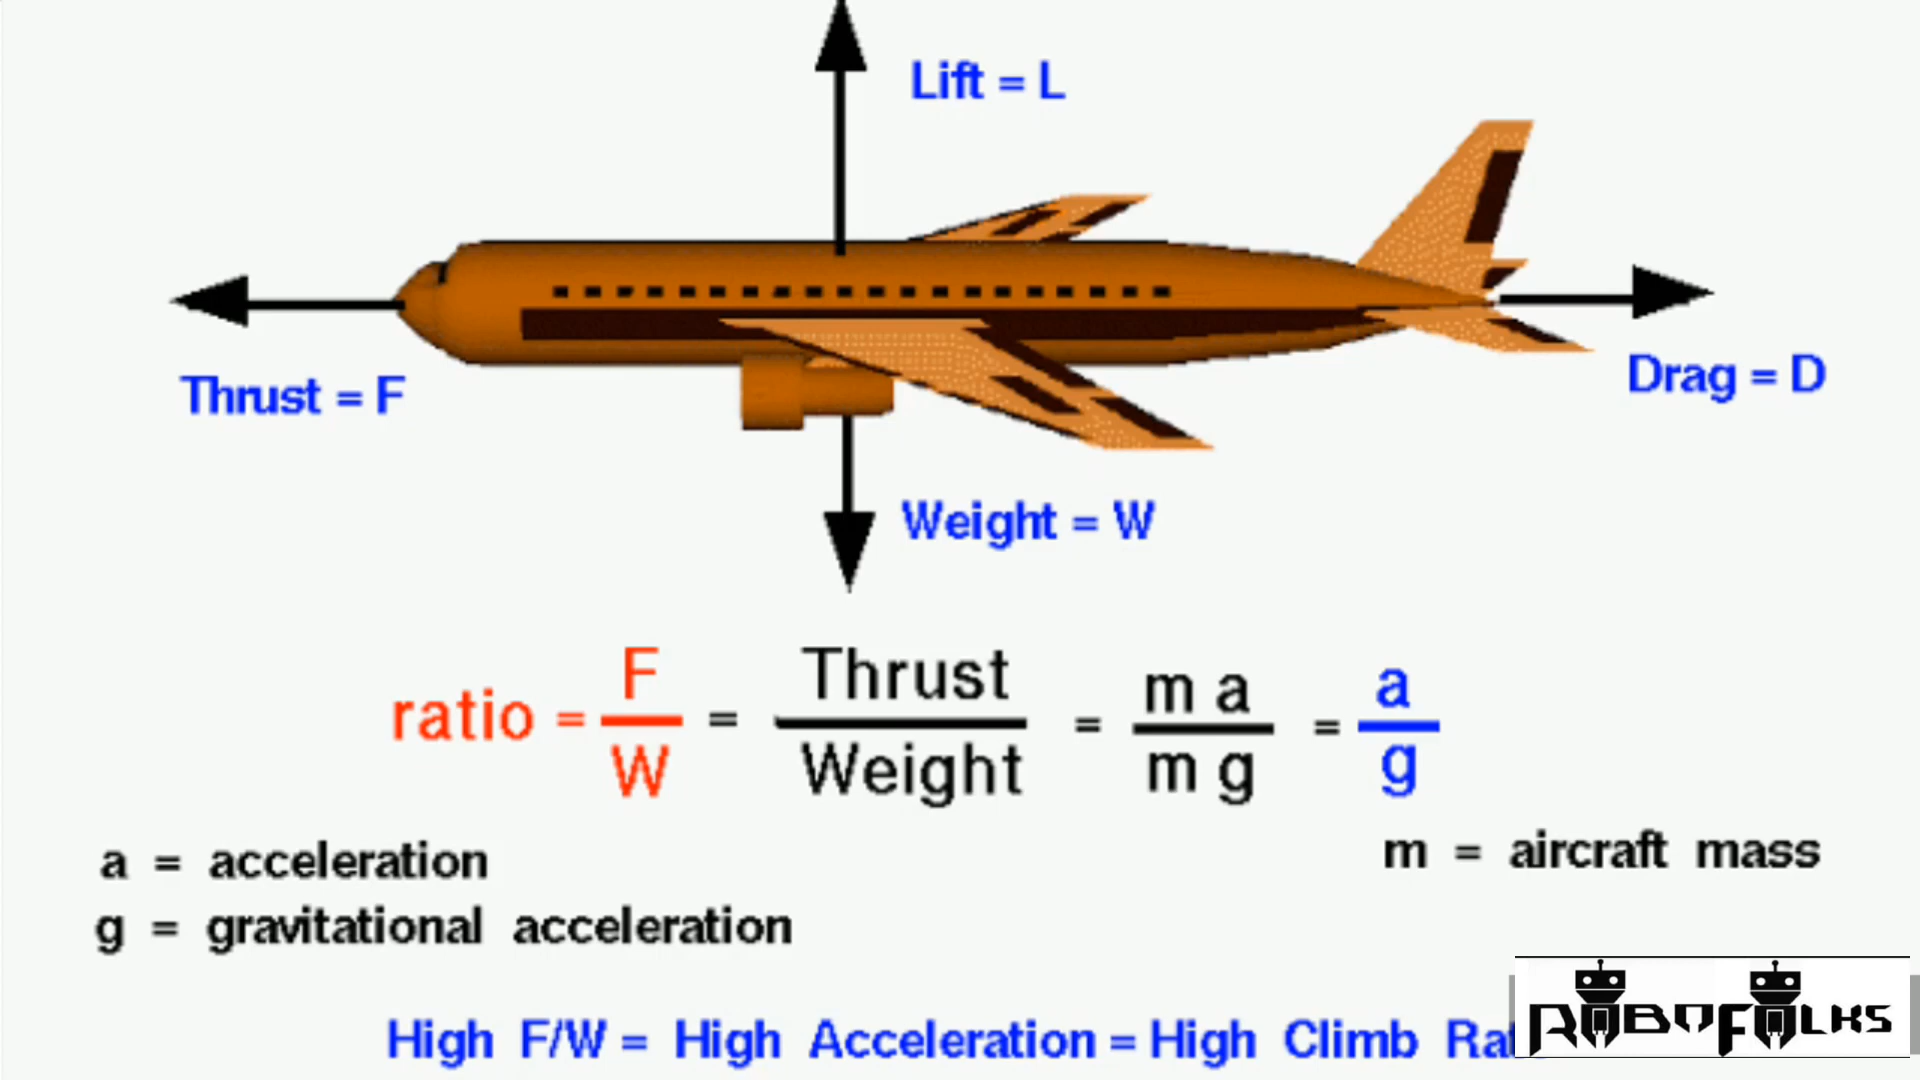 Lift = L
Thrust = F
Drag = D
Weight = W
ratio = F/W = Thrust/Weight = m a/m g = a/g
a = acceleration
m = aircraft mass
g = gravitational acceleration
High F/W = High Acceleration = High Climb
ROBOFOLKS